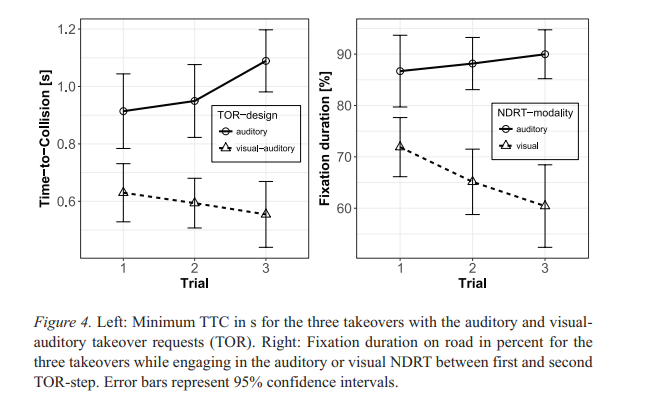 1.2
1.0
0.8
0.6
Time−to−Collision [s]
TOR−design
auditory
visual−auditory
1 2 3
Trial
90
80
70
60
Fixation duration [%]
NDRT−modality
auditory
visual
1 2 3
Trial
Figure 4. Left: Minimum TTC in s for the three takeovers with the auditory and visual-
auditory takeover requests (TOR). Right: Fixation duration on road in percent for the
three takeovers while engaging in the auditory or visual NDRT between first and second
TOR-step. Error bars represent 95% confidence intervals.